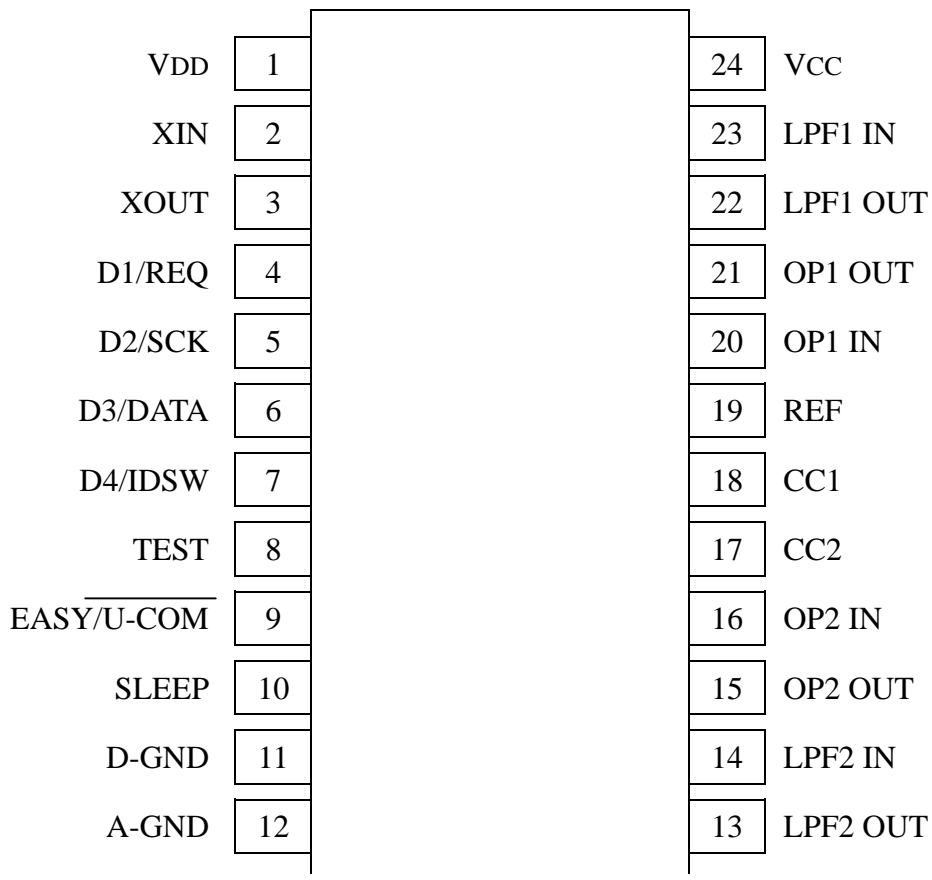 VDD 1 24 VCC
XIN 2 23 LPF1 IN
XOUT 3 22 LPF1 OUT
D1/REQ 4 21 OP1 OUT
D2/SCK 5 20 OP1 IN
D3/DATA 6 19 REF
D4/IDSW 7 18 CC1
TEST 8 17 CC2
EASY/U-COM 9 16 OP2 IN
SLEEP 10 15 OP2 OUT
D-GND 11 14 LPF2 IN
A-GND 12 13 LPF2 OUT